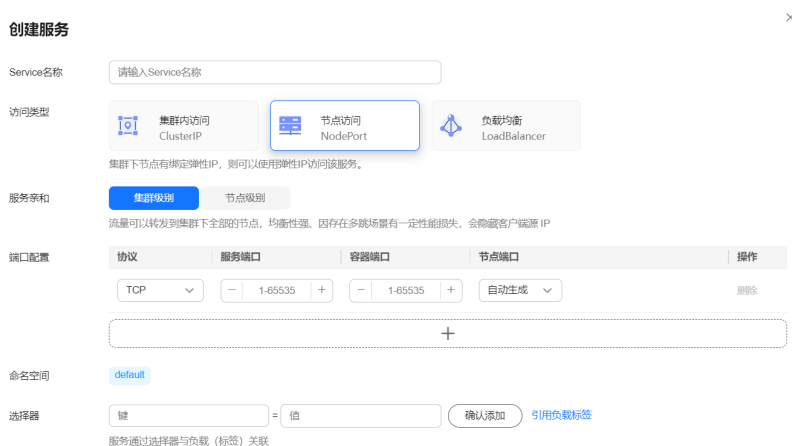 创建服务
Service名称 请输入Service名称
访问类型 集群内访问 节点访问 负载均衡
ClusterIP NodePort LoadBalancer
集群下节点有绑定弹性IP，则可以使用弹性IP访问该服务。
服务亲和 集群级别 节点级别
流量可以转发到集群下全部的节点，均衡性强、因存在多跳场景有一定性能损失，会隐藏客户端源 IP
端口配置 协议 服务端口 容器端口 节点端口 操作
TCP − 1-65535 + − 1-65535 + 自动生成 删除
+
命名空间 default
选择器 键 = 值 确认添加 引用负载标签
服务通过选择器与负载（标签）关联